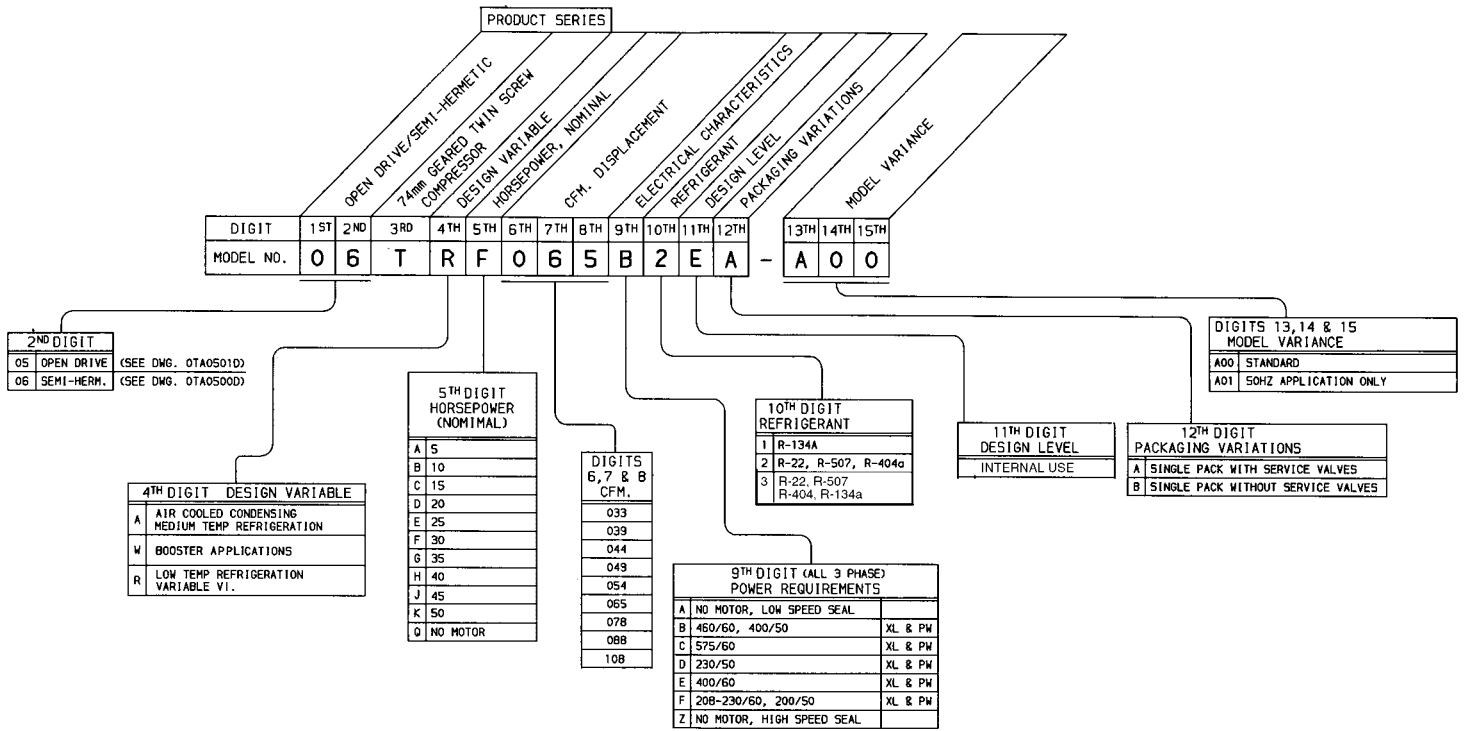 PRODUCT SERIES
OPEN DRIVE/SEMI-HERMETIC
74mm GEARED TWIN SCREW
COMPRESSOR
DESIGN VARIABLE
HORSEPOWER, NOMINAL
CFM. DISPLACEMENT
ELECTRICAL CHARACTERISTICS
REFRIGERANT
DESIGN LEVEL
PACKAGING VARIATIONS
MODEL VARIANCE
DIGIT 1ST 2ND 3RD 4TH 5TH 6TH 7TH 8TH 9TH 10TH 11TH 12TH 13TH 14TH 15TH
MODEL NO. 0 6 T R F 0 6 5 B 2 E A - A 0 0
2ND DIGIT
05 OPEN DRIVE (SEE DWG. 0TA0501D)
06 SEMI-HERM. (SEE DWG. 0TA0500D)
4TH DIGIT DESIGN VARIABLE
A AIR COOLED CONDENSING
MEDIUM TEMP REFRIGERATION
W BOOSTER APPLICATIONS
R LOW TEMP REFRIGERATION
VARIABLE VI.
5TH DIGIT
HORSEPOWER
(NOMIMAL)
A 5
B 10
C 15
D 20
E 25
F 30
G 35
H 40
J 45
K 50
Q NO MOTOR
DIGITS
6,7 & 8
CFM.
033
039
044
049
054
065
078
088
108
9TH DIGIT (ALL 3 PHASE)
POWER REQUIREMENTS
A NO MOTOR, LOW SPEED SEAL
B 460/60, 400/50 XL & PW
C 575/60 XL & PW
D 230/50 XL & PW
E 400/60 XL & PW
F 208-230/60, 200/50 XL & PW
Z NO MOTOR, HIGH SPEED SEAL
10TH DIGIT
REFRIGERANT
1 R-134A
2 R-22, R-507, R-404a
3 R-22, R-507
R-404, R-134a
11TH DIGIT
DESIGN LEVEL
INTERNAL USE
12TH DIGIT
PACKAGING VARIATIONS
A SINGLE PACK WITH SERVICE VALVES
B SINGLE PACK WITHOUT SERVICE VALVES
DIGITS 13,14 & 15
MODEL VARIANCE
A00 STANDARD
A01 50HZ APPLICATION ONLY